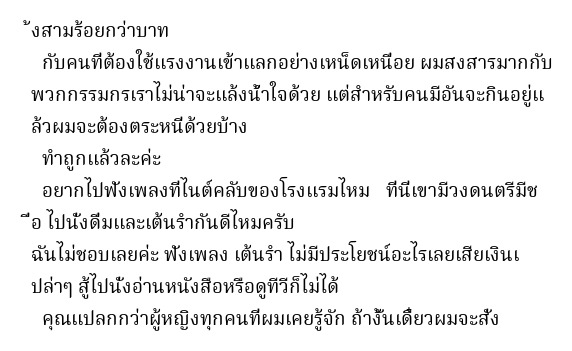 ้งสามร้อยกว่าบาท
กับคนที่ต้องใช้แรงงานเข้าแลกอย่างเหน็ดเหนื่อย ผมสงสารมากกับ
พวกกรรมกรเราไม่น่าจะแล้งน้ำใจด้วย แต่สำหรับคนมีอันจะกินอยู่แ
ล้วผมจะต้องตระหนี่ด้วยบ้าง
ทำถูกแล้วละค่ะ
อยากไปฟังเพลงที่ไนต์คลับของโรงแรมไหม ที่นี่เขามีวงดนตรีมีช
ื่อ ไปนั่งดื่มและเต้นรำกันดีไหมครับ
ฉันไม่ชอบเลยค่ะ ฟังเพลง เต้นรำ ไม่มีประโยชน์อะไรเลยเสียเงินเ
ปล่าๆ สู้ไปนั่งอ่านหนังสือหรือดูทีวีก็ไม่ได้
คุณแปลกกว่าผู้หญิงทุกคนที่ผมเคยรู้จัก ถ้างั้นเดี๋ยวผมจะสั่ง